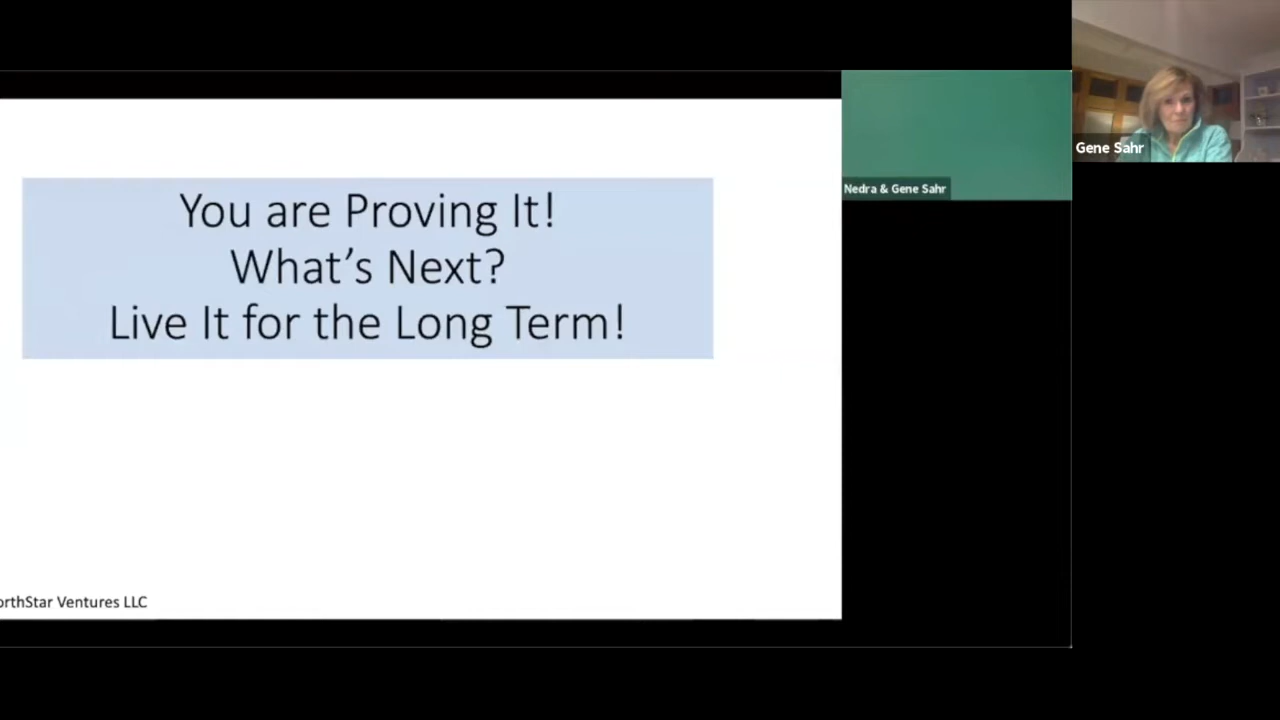 You are Proving It!
What's Next?
Live It for the Long Term!
Nedra & Gene Sahr
Gene Sahr
orthStar Ventures LLC